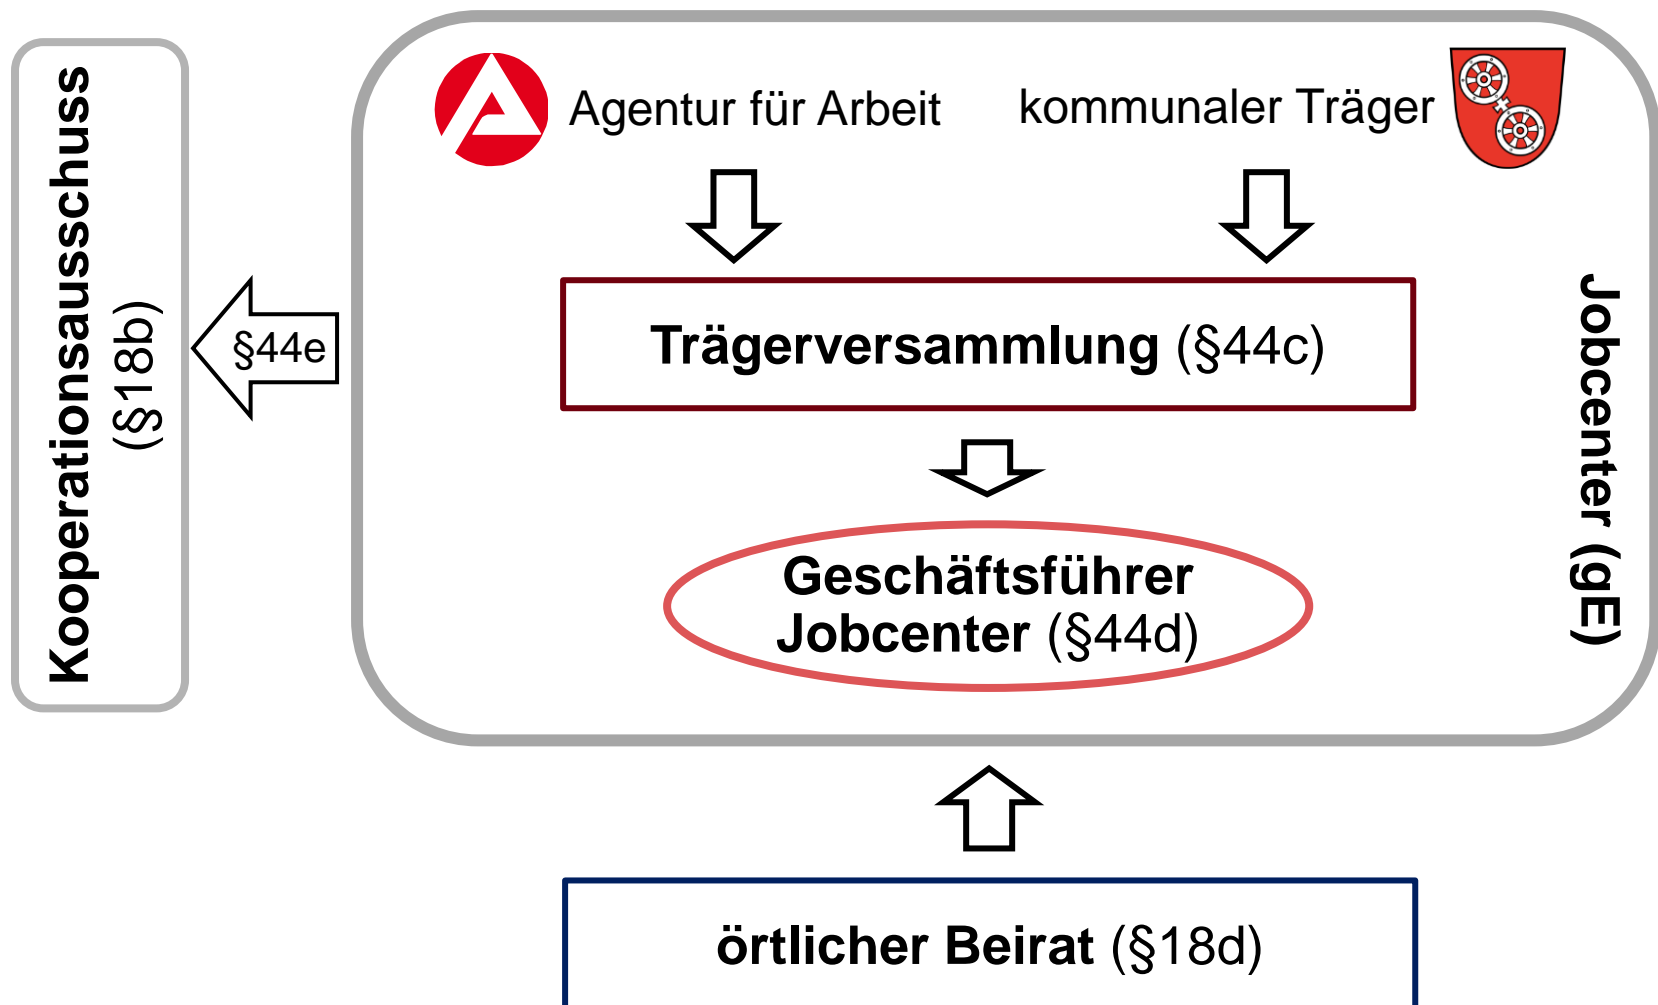 Kooperationsausschuss
(§18b)
§44e
Agentur für Arbeit
kommunaler Träger
Trägerversammlung (§44c)
Geschäftsführer
Jobcenter (§44d)
Jobcenter (gE)
örtlicher Beirat (§18d)